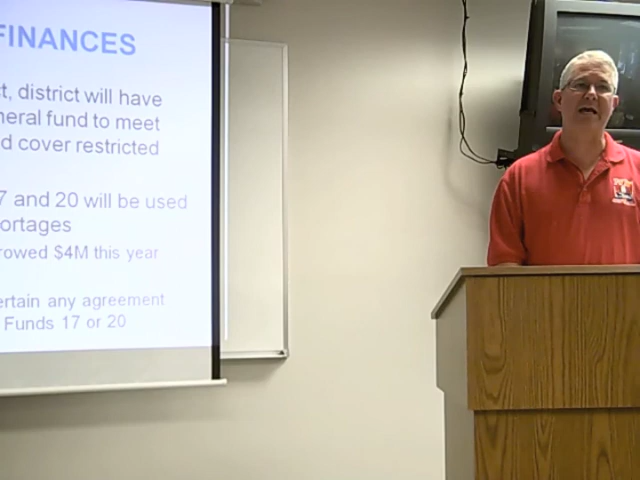 FINANCES
t, district will have
neral fund to meet
d cover restricted
7 and 20 will be used
ortages
rowed $4M this year
ertain any agreement
Funds 17 or 20